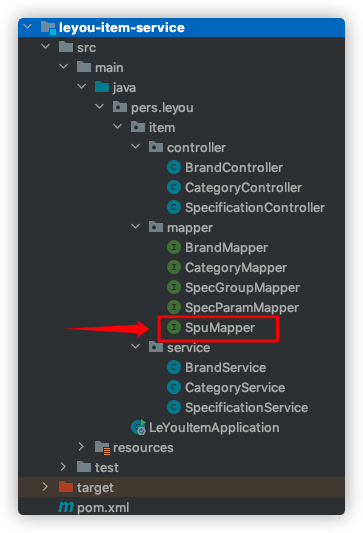 leyou-item-service
src
main
java
pers.leyou
item
controller
BrandController
CategoryController
SpecificationController
mapper
BrandMapper
CategoryMapper
SpecGroupMapper
SpecParamMapper
SpuMapper
service
BrandService
CategoryService
SpecificationService
LeYouItemApplication
resources
test
target
pom.xml